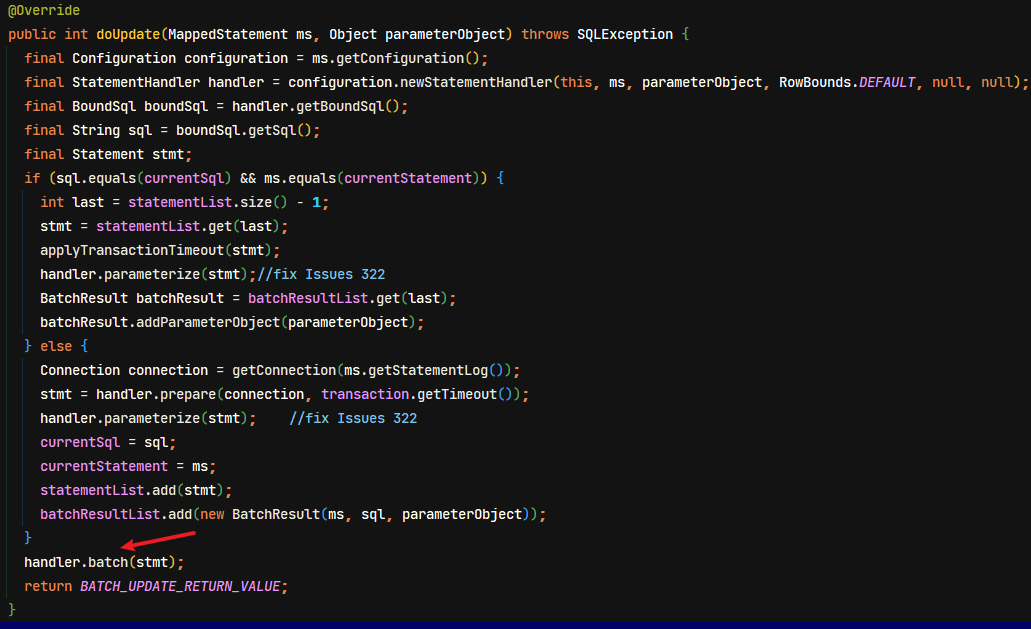 @Override
public int doUpdate(MappedStatement ms, Object parameterObject) throws SQLException {
final Configuration configuration = ms.getConfiguration();
final StatementHandler handler = configuration.newStatementHandler(this, ms, parameterObject, RowBounds.DEFAULT, null, null);
final BoundSql boundSql = handler.getBoundSql();
final String sql = boundSql.getSql();
final Statement stmt;
if (sql.equals(currentSql) && ms.equals(currentStatement)) {
int last = statementList.size() - 1;
stmt = statementList.get(last);
applyTransactionTimeout(stmt);
handler.parameterize(stmt);//fix Issues 322
BatchResult batchResult = batchResultList.get(last);
batchResult.addParameterObject(parameterObject);
} else {
Connection connection = getConnection(ms.getStatementLog());
stmt = handler.prepare(connection, transaction.getTimeout());
handler.parameterize(stmt);    //fix Issues 322
currentSql = sql;
currentStatement = ms;
statementList.add(stmt);
batchResultList.add(new BatchResult(ms, sql, parameterObject));
}
handler.batch(stmt);
return BATCH_UPDATE_RETURN_VALUE;
}